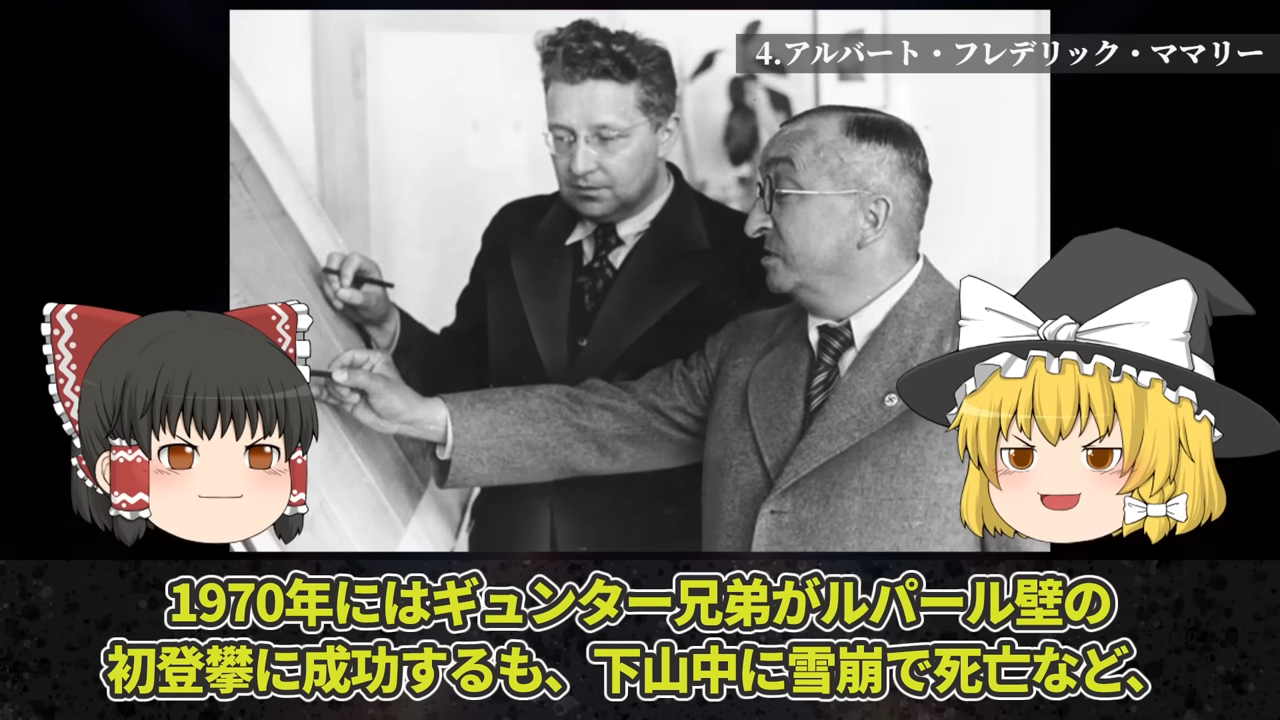 4.アルバート・フレデリック・ママリー
1970年にはギュンター兄弟がルパール壁の
初登攀に成功するも、下山中に雪崩で死亡など、